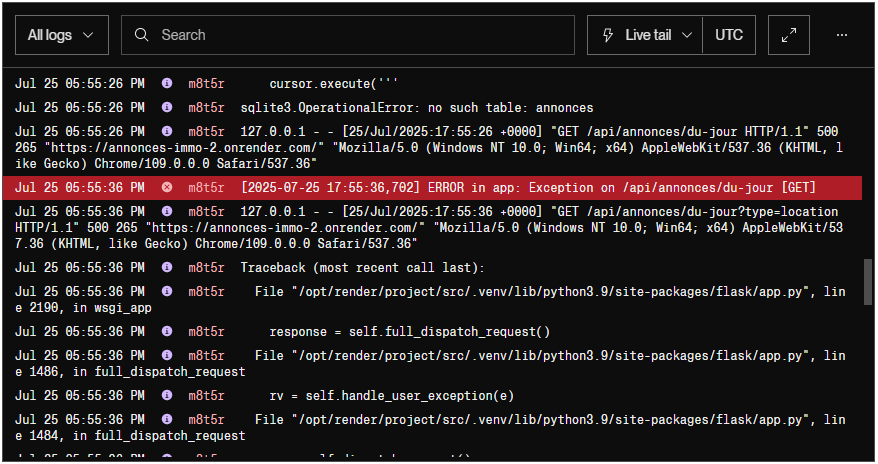 All logs
Search
Live tail
UTC
Jul 25 05:55:26 PM m8t5r cursor.execute('''
Jul 25 05:55:26 PM m8t5r sqlite3.OperationalError: no such table: annonces
Jul 25 05:55:26 PM m8t5r 127.0.0.1 - - [25/Jul/2025:17:55:26 +0000] "GET /api/annonces/du-jour HTTP/1.1" 500
265 "https://annonces-immo-2.onrender.com/" "Mozilla/5.0 (Windows NT 10.0; Win64; x64) AppleWebKit/537.36 (KHTML, l
ike Gecko) Chrome/109.0.0.0 Safari/537.36"
Jul 25 05:55:36 PM m8t5r [2025-07-25 17:55:36,702] ERROR in app: Exception on /api/annonces/du-jour [GET]
Jul 25 05:55:36 PM m8t5r 127.0.0.1 - - [25/Jul/2025:17:55:36 +0000] "GET /api/annonces/du-jour?type=location
HTTP/1.1" 500 265 "https://annonces-immo-2.onrender.com/" "Mozilla/5.0 (Windows NT 10.0; Win64; x64) AppleWebKit/53
7.36 (KHTML, like Gecko) Chrome/109.0.0.0 Safari/537.36"
Jul 25 05:55:36 PM m8t5r Traceback (most recent call last):
Jul 25 05:55:36 PM m8t5r File "/opt/render/project/src/.venv/lib/python3.9/site-packages/flask/app.py", lin
e 2190, in wsgi_app
Jul 25 05:55:36 PM m8t5r response = self.full_dispatch_request()
Jul 25 05:55:36 PM m8t5r File "/opt/render/project/src/.venv/lib/python3.9/site-packages/flask/app.py", lin
e 1486, in full_dispatch_request
Jul 25 05:55:36 PM m8t5r rv = self.handle_user_exception(e)
Jul 25 05:55:36 PM m8t5r File "/opt/render/project/src/.venv/lib/python3.9/site-packages/flask/app.py", lin
e 1484, in full_dispatch_request